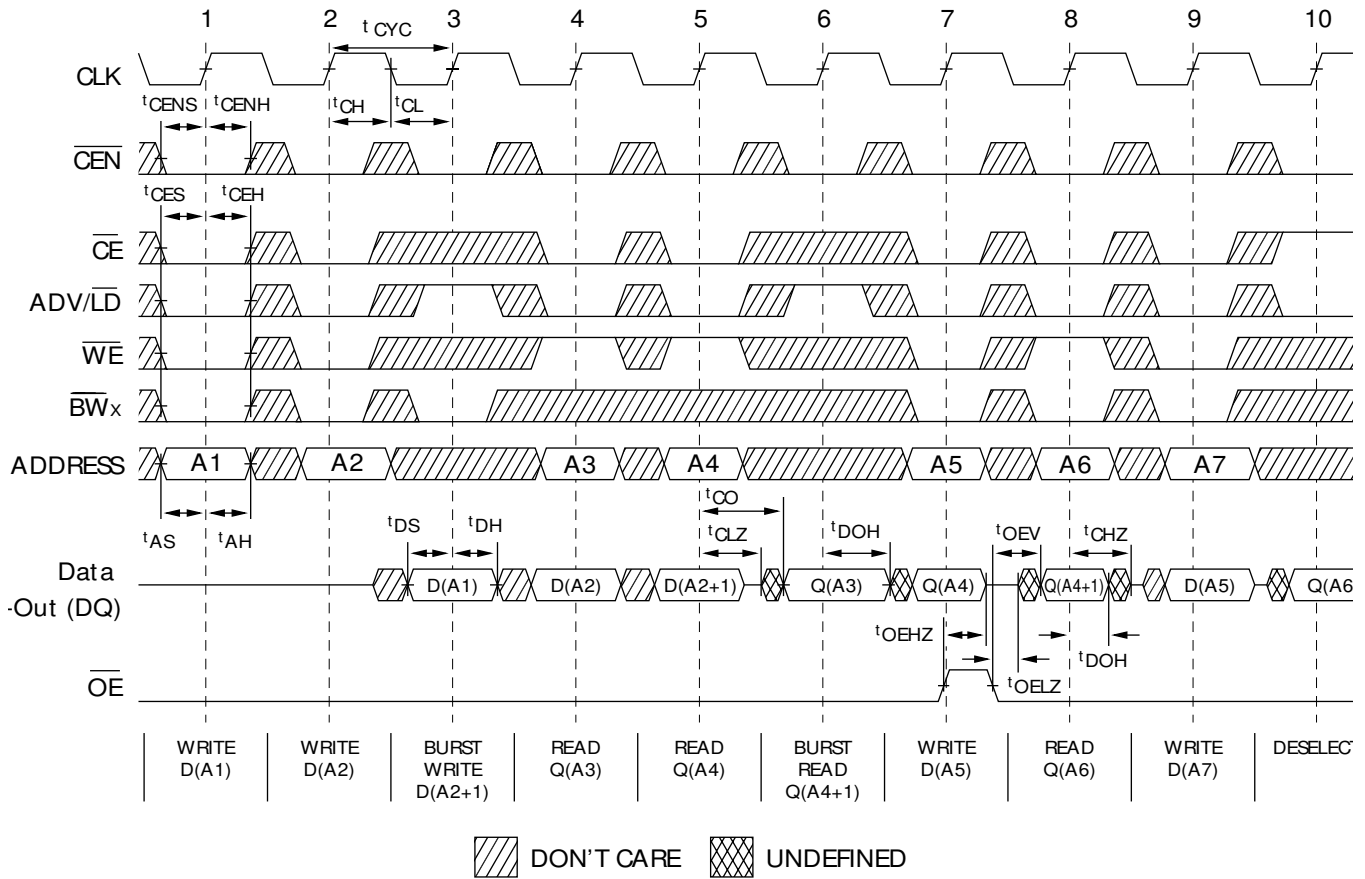 1 2 3 4 5 6 7 8 9 10
t CYC
CLK
tCENS tCENH tCH tCL
CEN
tCES tCEH
CE
ADV/LD
WE
BWx
ADDRESS A1 A2 A3 A4 A5 A6 A7
tCO
tDS tDH tCLZ tDOH tOEV tCHZ
tAS tAH
Data
-Out (DQ)
D(A1) D(A2) D(A2+1) Q(A3) Q(A4) Q(A4+1) D(A5) Q(A6
tOEHZ tDOH
tOELZ
OE
WRITE
D(A1)
WRITE
D(A2)
BURST
WRITE
D(A2+1)
READ
Q(A3)
READ
Q(A4)
BURST
READ
Q(A4+1)
WRITE
D(A5)
READ
Q(A6)
WRITE
D(A7)
DESELECT
DON'T CARE UNDEFINED